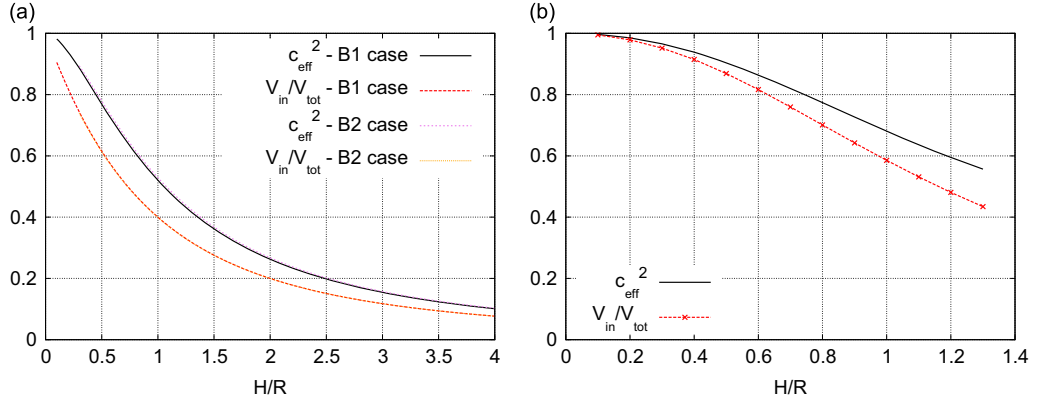 (a)
1
0.8
0.6
0.4
0.2
0
c_eff^2 - B1 case
V_in/V_tot - B1 case
c_eff^2 - B2 case
V_in/V_tot - B2 case
0 0.5 1 1.5 2 2.5 3 3.5 4
H/R
(b)
1
0.8
0.6
0.4
0.2
0
c_eff^2
V_in/V_tot
0 0.2 0.4 0.6 0.8 1 1.2 1.4
H/R